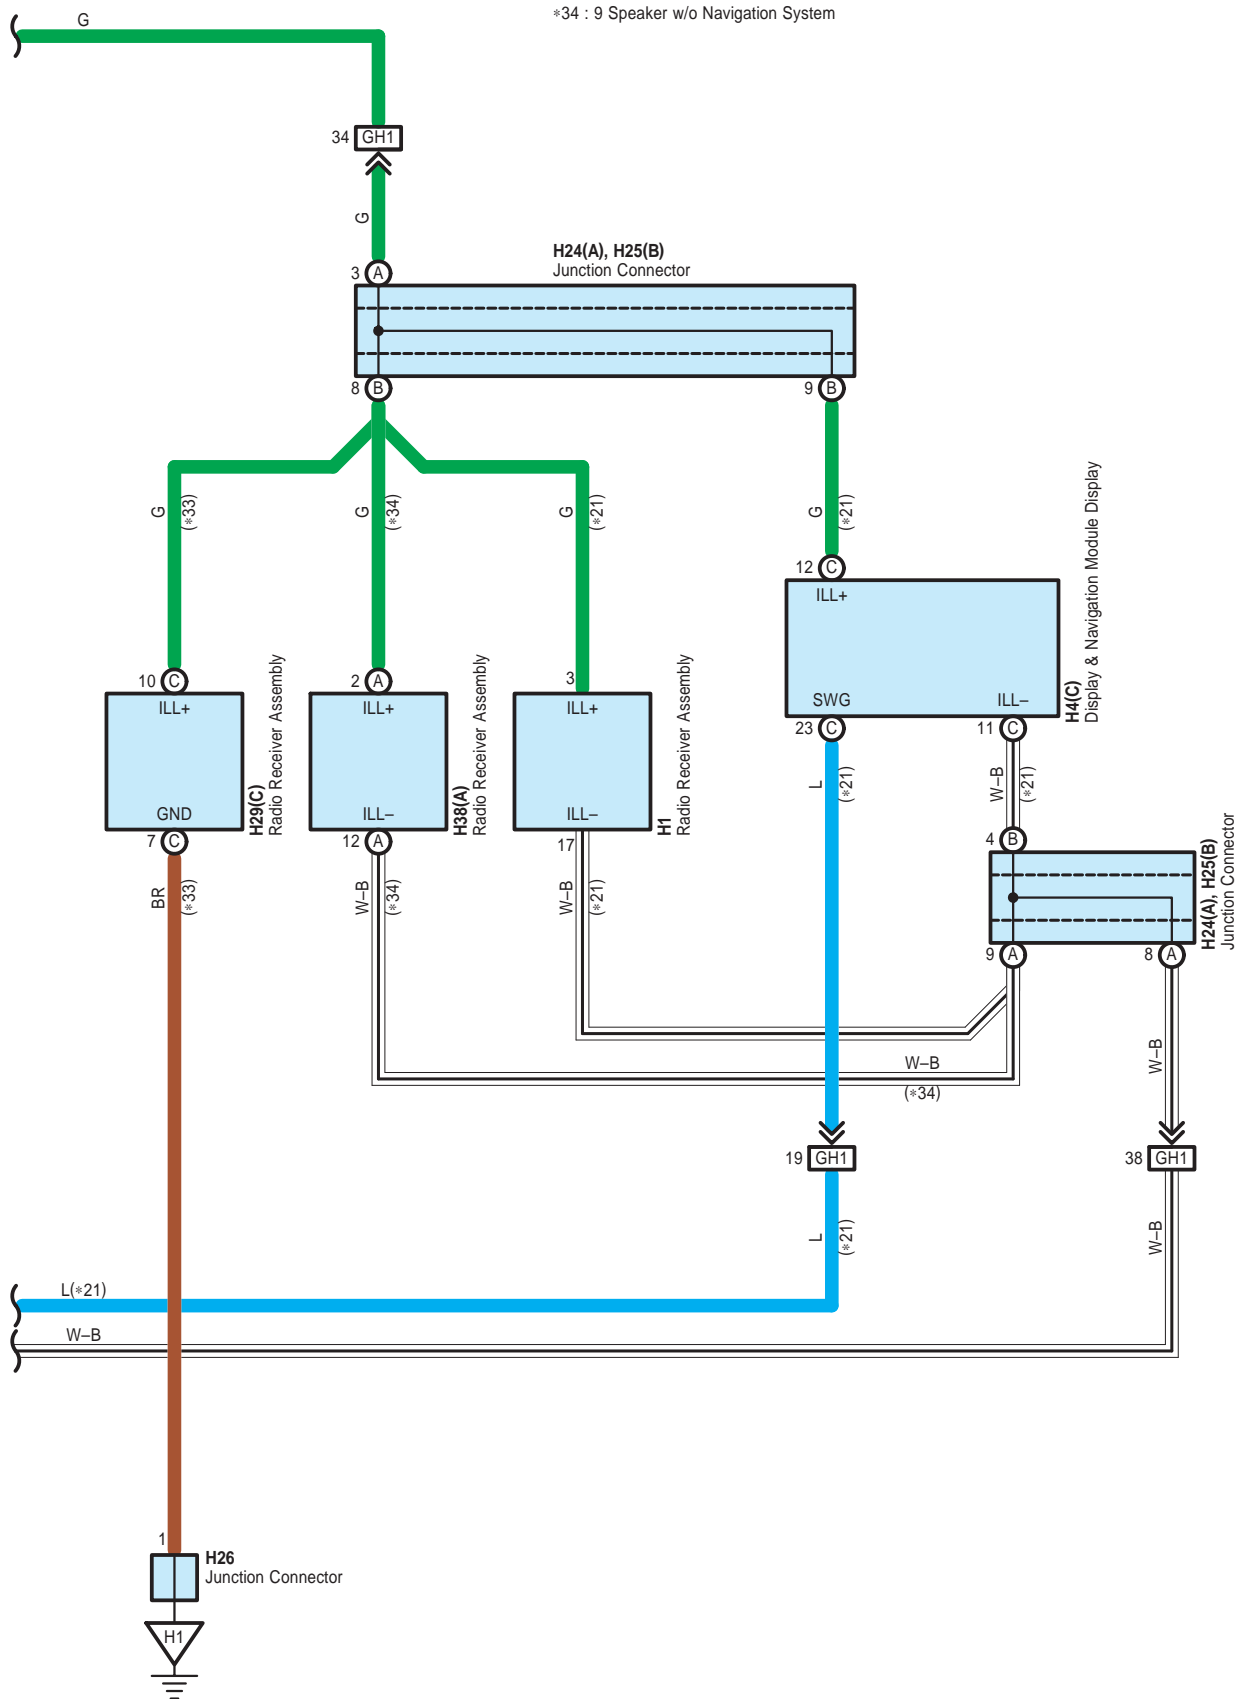 ∗34 : 9 Speaker w/o Navigation System
G
34 GH1
G
H24(A), H25(B)
Junction Connector
3 A
8 B
9 B
G
(∗33)
G
(∗34)
G
(∗21)
G
(∗21)
12 C
ILL+
SWG
ILL–
H4(C)
Display & Navigation Module Display
23 C
11 C
10 C
ILL+
GND
H29(C)
Radio Receiver Assembly
7 C
2 A
ILL+
ILL–
H38(A)
Radio Receiver Assembly
12 A
3
ILL+
ILL–
H1
Radio Receiver Assembly
17
L
(∗21)
W–B
(∗21)
4 B
H24(A), H25(B)
Junction Connector
9 A
8 A
BR
(∗33)
W–B
(∗34)
W–B
(∗21)
W–B
(∗34)
W–B
19 GH1
38 GH1
L
(∗21)
W–B
L(∗21)
W–B
1
H26
Junction Connector
H1